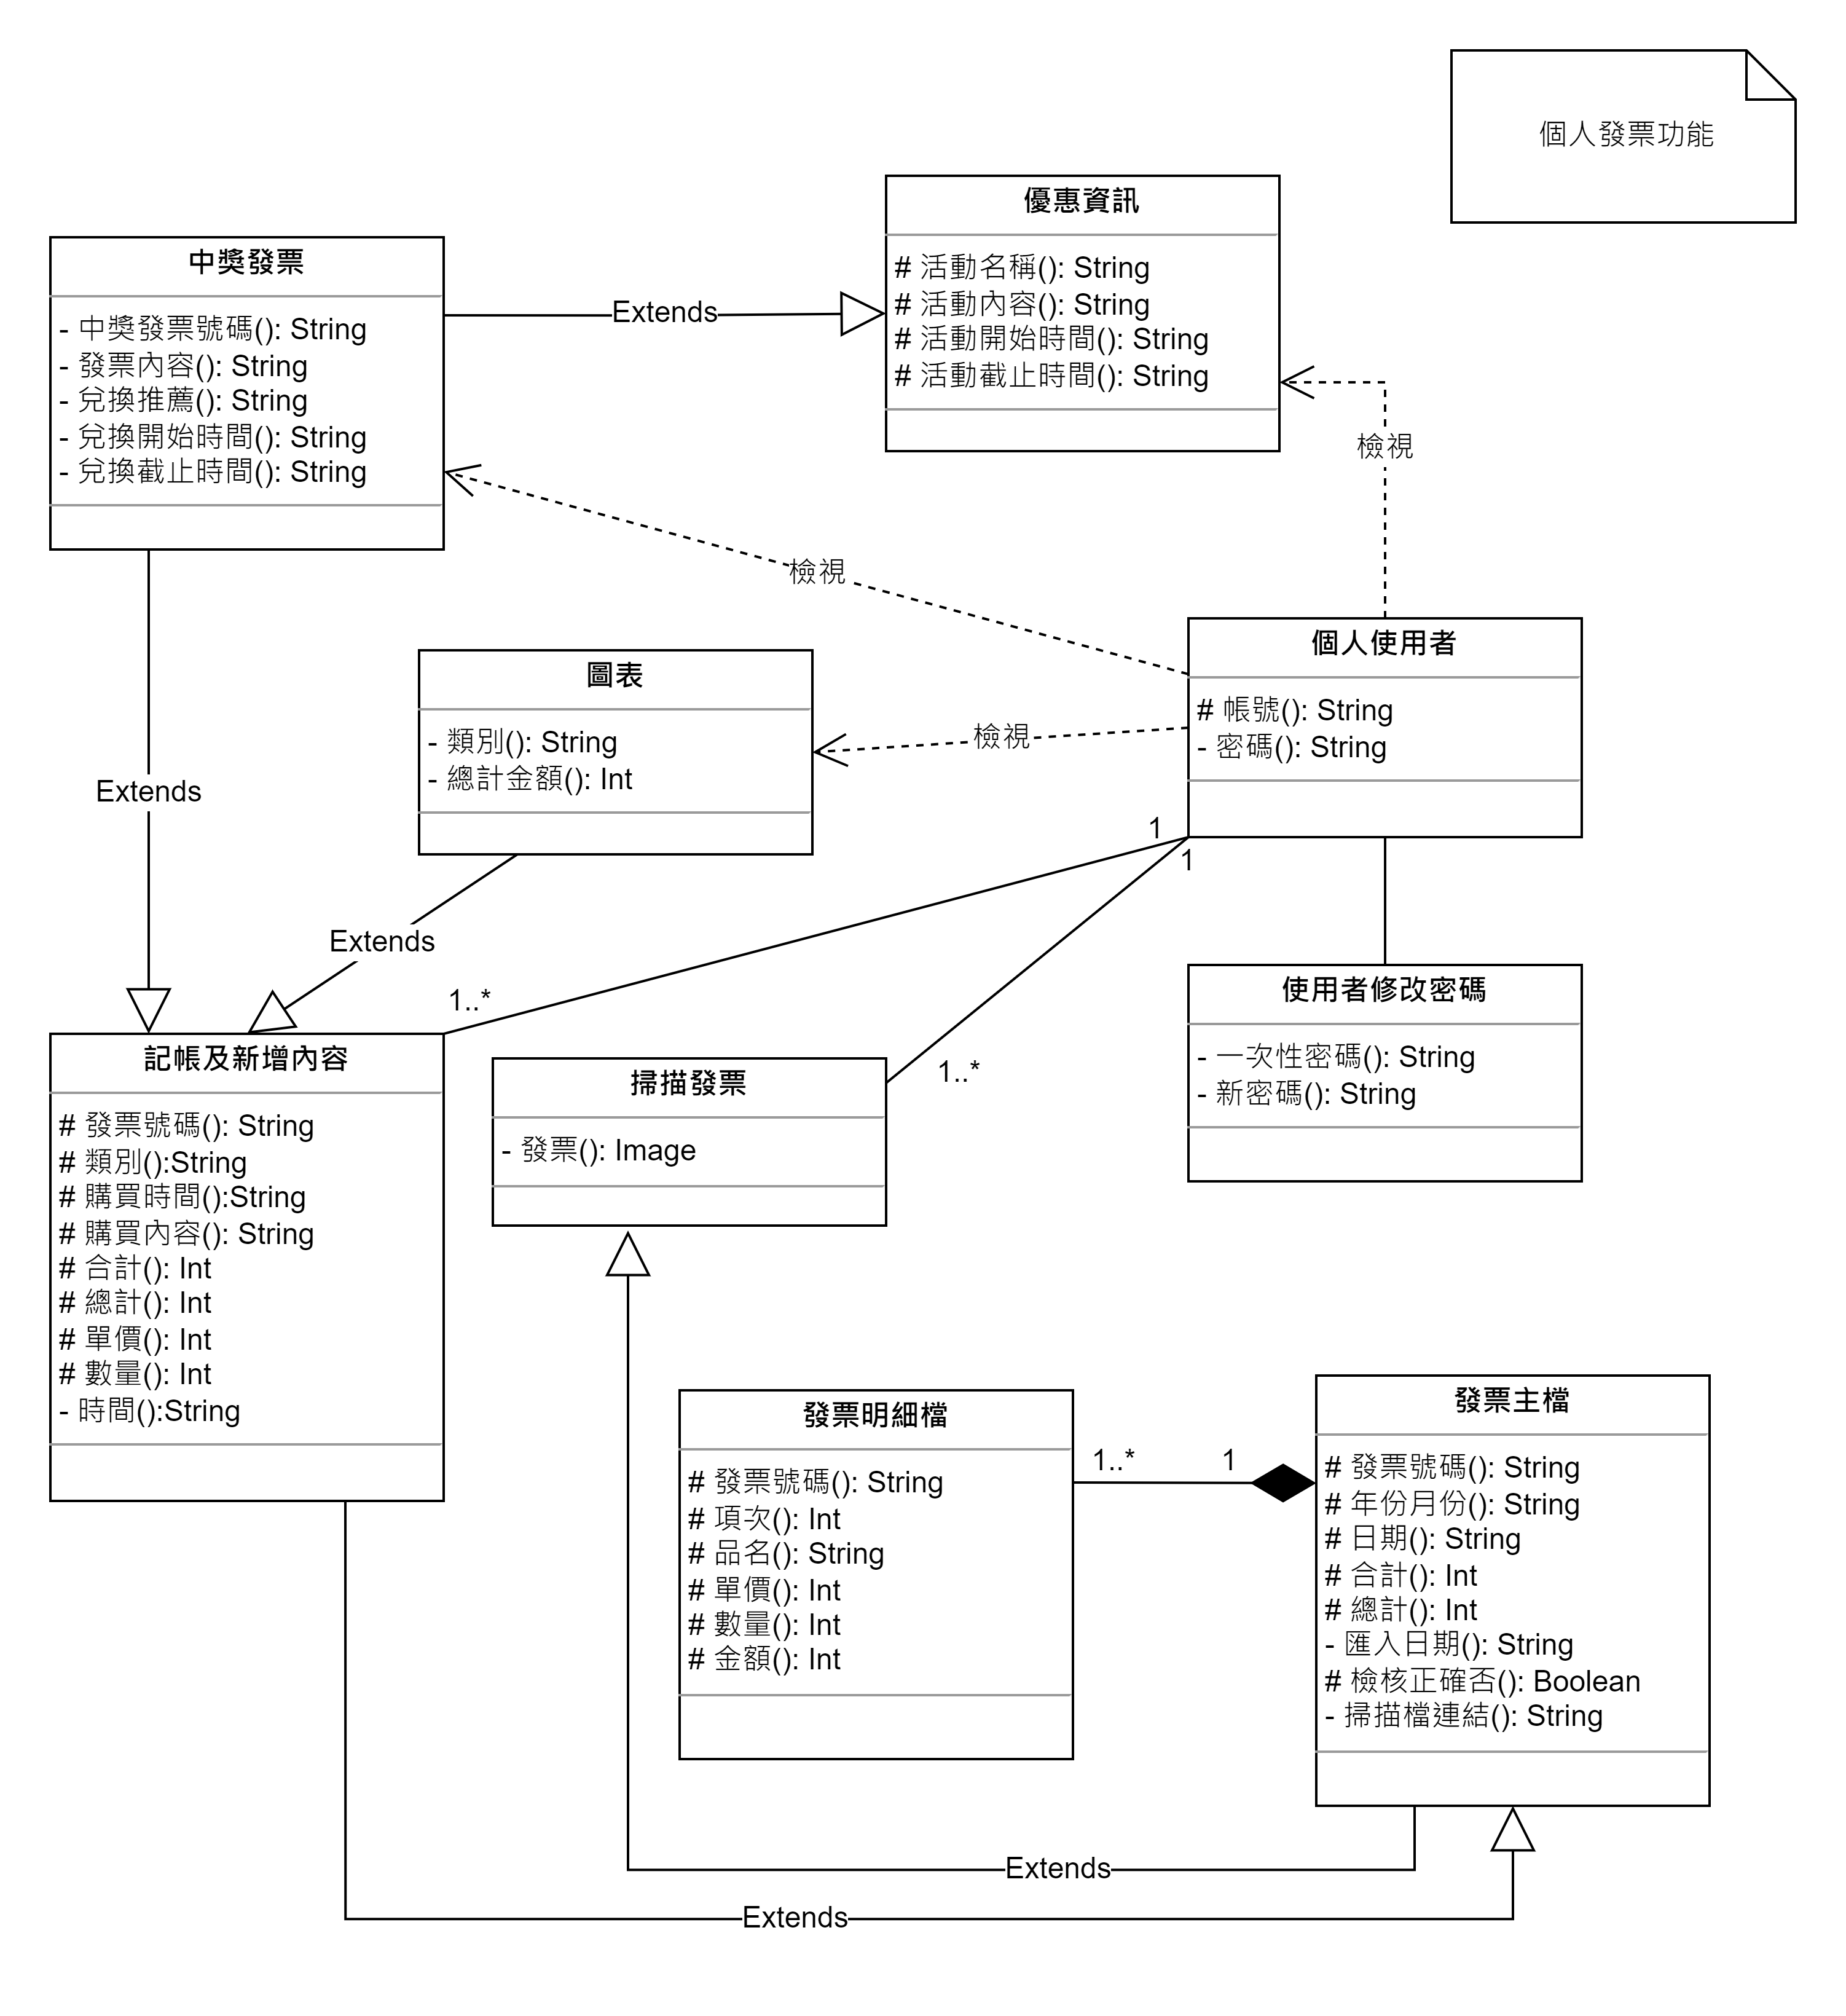 個人發票功能
優惠資訊
# 活動名稱(): String
# 活動內容(): String
# 活動開始時間(): String
# 活動截止時間(): String
中獎發票
- 中獎發票號碼(): String
- 發票內容(): String
- 兌換推薦(): String
- 兌換開始時間(): String
- 兌換截止時間(): String
Extends
檢視
檢視
個人使用者
# 帳號(): String
- 密碼(): String
圖表
- 類別(): String
- 總計金額(): Int
檢視
Extends
Extends
1
1
1..*
1..*
使用者修改密碼
- 一次性密碼(): String
- 新密碼(): String
記帳及新增內容
# 發票號碼(): String
# 類別():String
# 購買時間():String
# 購買內容(): String
# 合計(): Int
# 總計(): Int
# 單價(): Int
# 數量(): Int
- 時間():String
掃描發票
- 發票(): Image
發票明細檔
# 發票號碼(): String
# 項次(): Int
# 品名(): String
# 單價(): Int
# 數量(): Int
# 金額(): Int
1..*
1
發票主檔
# 發票號碼(): String
# 年份月份(): String
# 日期(): String
# 合計(): Int
# 總計(): Int
- 匯入日期(): String
# 檢核正確否(): Boolean
- 掃描檔連結(): String
Extends
Extends